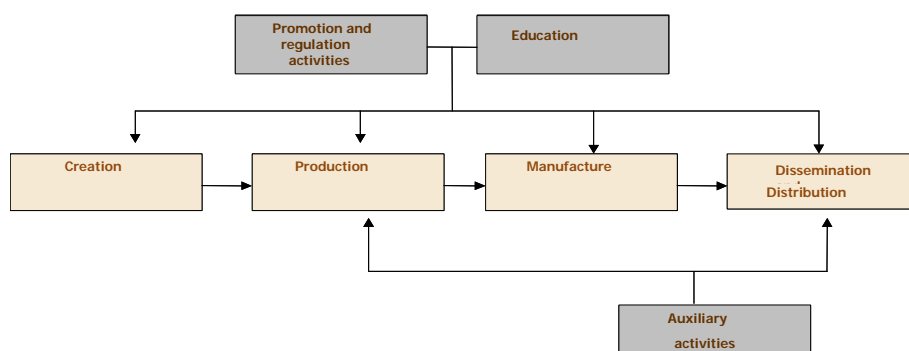 Promotion and
regulation
activities
Education
Creation
Production
Manufacture
Dissemination
Distribution
Auxiliary
activities